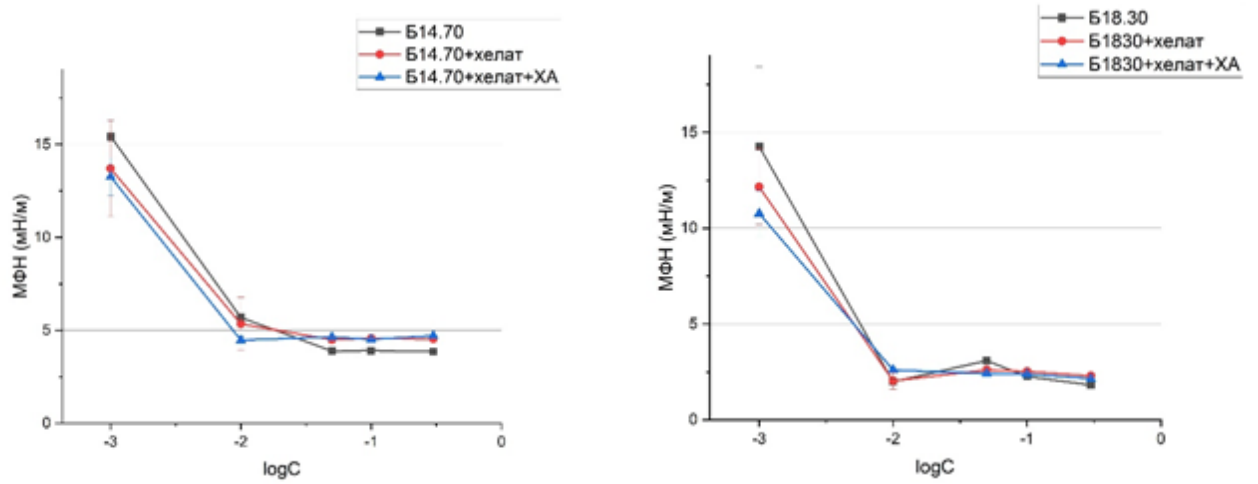 Б14.70
Б14.70+хелат
Б14.70+хелат+ХА
МФН (мН/м)
15
10
5
0
-3
-2
-1
0
logC
Б18.30
Б1830+хелат
Б1830+хелат+ХА
МФН (мН/м)
15
10
5
0
-3
-2
-1
0
logC